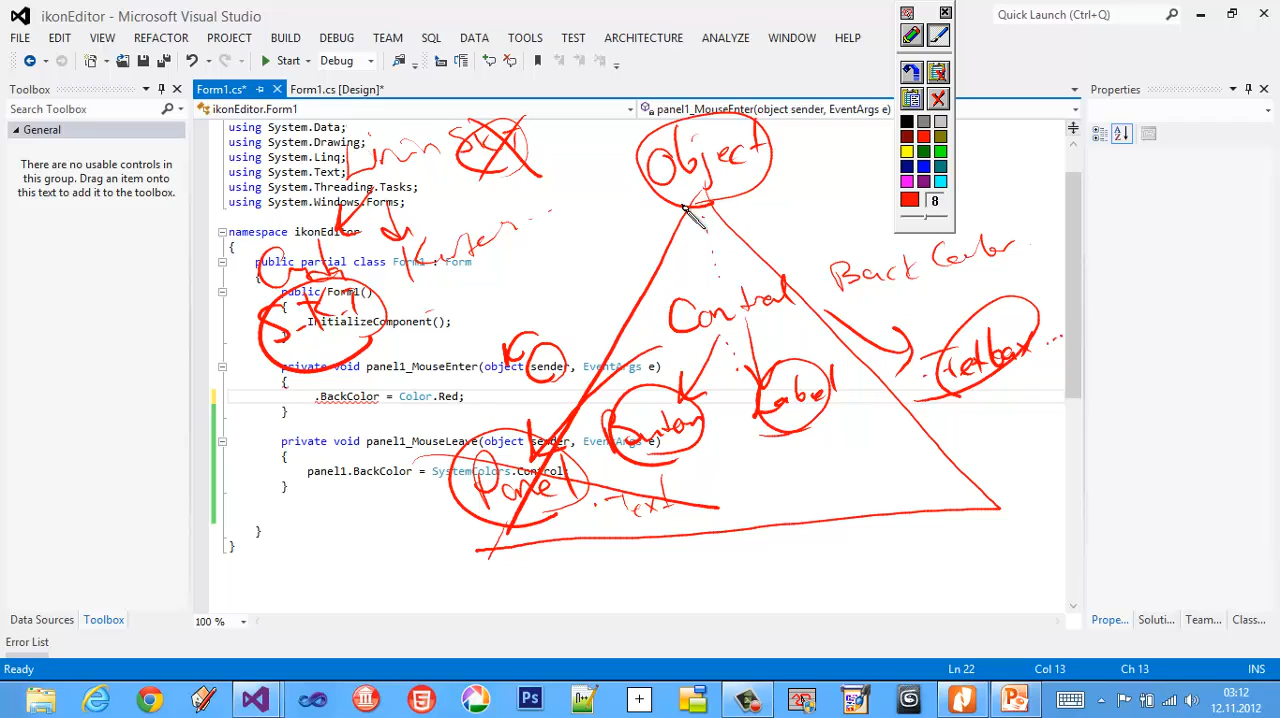 ikonEditor - Microsoft Visual Studio
Quick Launch (Ctrl+Q)
FILE EDIT VIEW REFACTOR PROJECT BUILD DEBUG TEAM SQL DATA TOOLS TEST ARCHITECTURE ANALYZE WINDOW HELP
Start Debug
Toolbox
Search Toolbox
General
There are no usable controls in
this group. Drag an item onto
this text to add it to the toolbox.
Form1.cs* Form1.cs [Design]*
ikonEditor.Form1 panel1_MouseEnter(object sender, EventArgs e)
using System.Data;
using System.Drawing;
using System.Linq;
using System.Text;
using System.Threading.Tasks;
using System.Windows.Forms;
namespace ikonEditor
{
public partial class Form1 : Form
{
public Form1()
{
InitializeComponent();
private void panel1_MouseEnter(object sender, EventArgs e)
{
.BackColor = Color.Red;
}
private void panel1_MouseLeave(object sender, EventArgs e)
{
panel1.BackColor = SystemColors.Control;
}
}
}
Object
Control
Label
Panel
.Text
8
Properties
100 %
Data Sources Toolbox
Prope... Soluti... Team... Class...
Error List
Ready Ln 22 Col 13 Ch 13 INS
Ps
03:12
12.11.2012